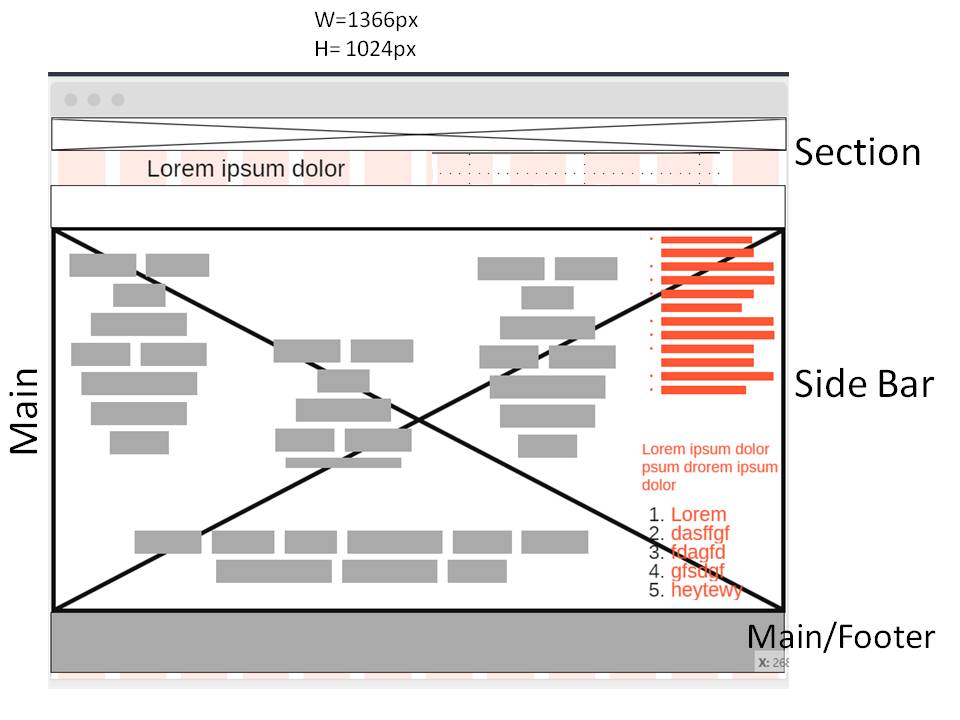 W=1366px
H= 1024px
Section
Lorem ipsum dolor
Main
Side Bar
Lorem ipsum dolor
psum drorem ipsum
dolor
1. Lorem
2. dasffgf
3. fdagfd
4. gfsdgf
5. heytewy
Main/Footer
X: 268